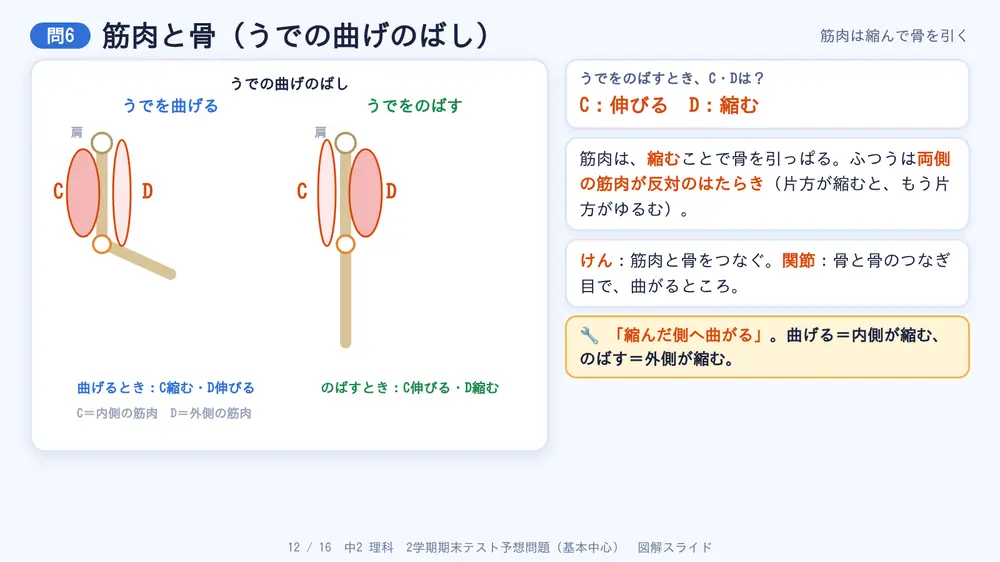 問6 筋肉と骨(うでの曲げのばし)
筋肉は縮んで骨を引く
うでの曲げのばし
うでを曲げる
うでをのばす
肩
肩
C
D
C
D
曲げるとき:C縮む・D伸びる
のばすとき:C伸びる・D縮む
C=内側の筋肉 D=外側の筋肉
うでをのばすとき、C・Dは?
C:伸びる D:縮む
筋肉は、縮むことで骨を引っぱる。ふつうは両側
の筋肉が反対のはたらき(片方が縮むと、もう片
方がゆるむ)。
けん:筋肉と骨をつなぐ。関節:骨と骨のつなぎ
目で、曲がるところ。
🔧 「縮んだ側へ曲がる」。曲げる=内側が縮む、
のばす=外側が縮む。
12 / 16 中2 理科 2学期期末テスト予想問題(基本中心) 図解スライド